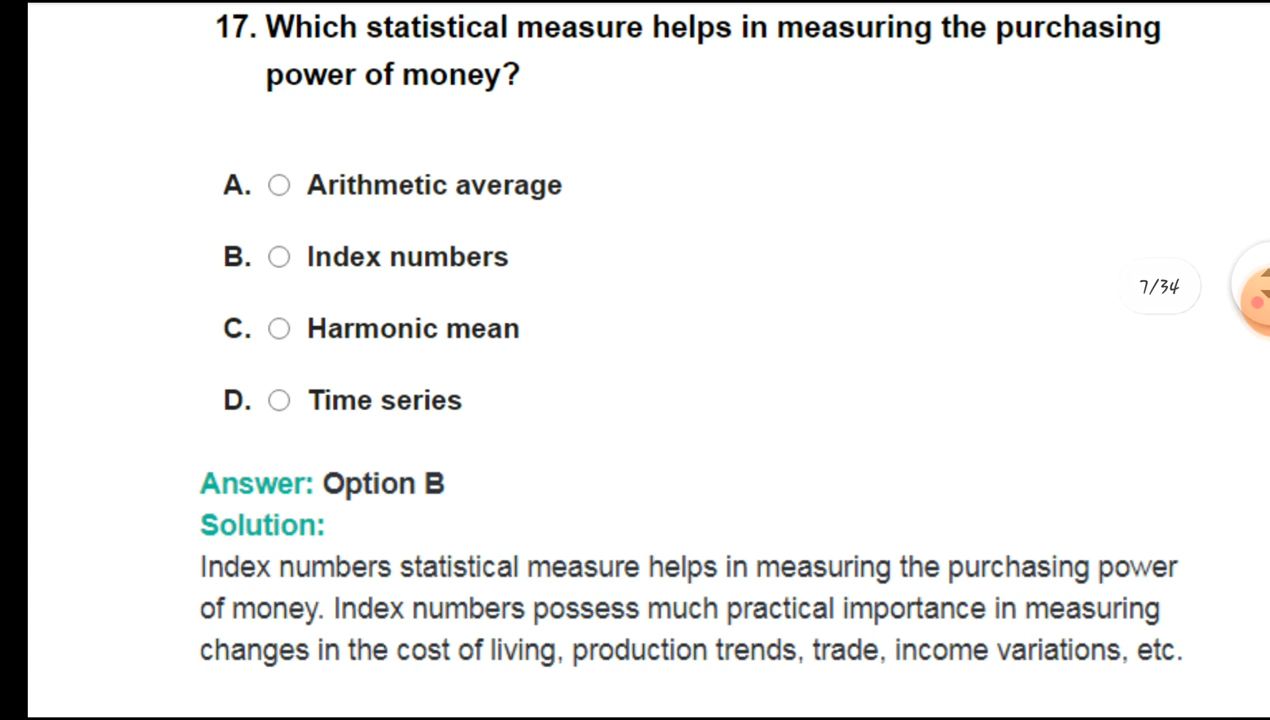 17. Which statistical measure helps in measuring the purchasing
power of money?
A. Arithmetic average
B. Index numbers
7/34
C. Harmonic mean
D. Time series
Answer: Option B
Solution:
Index numbers statistical measure helps in measuring the purchasing power
of money. Index numbers possess much practical importance in measuring
changes in the cost of living, production trends, trade, income variations, etc.